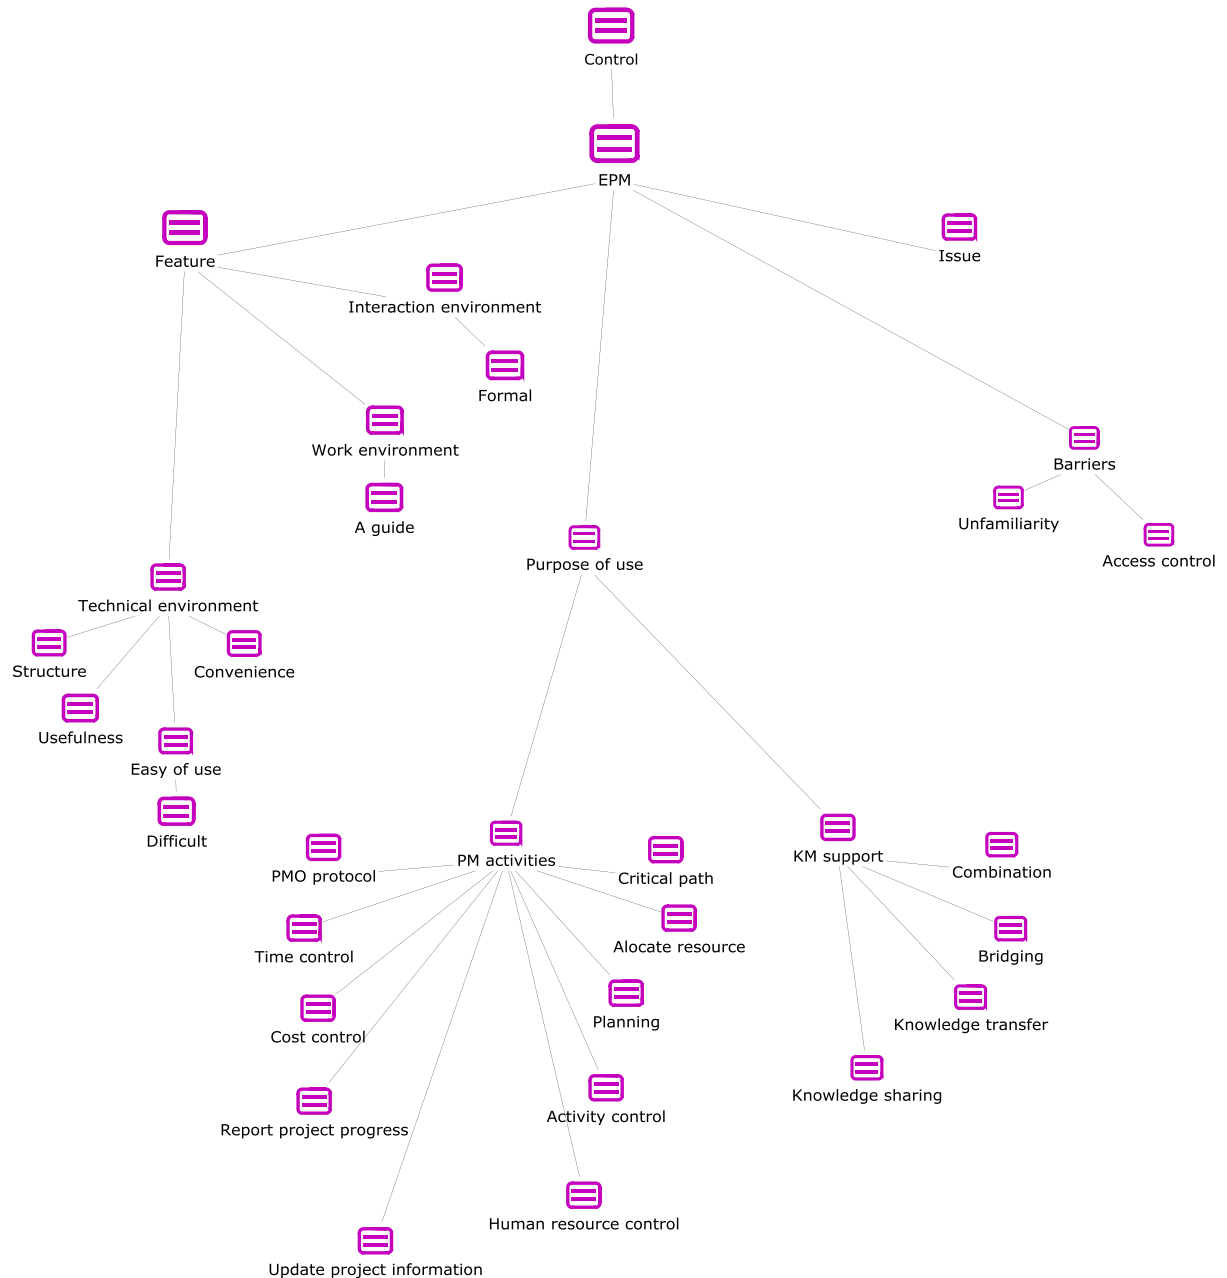 Control
EPM
Feature
Issue
Interaction environment
Formal
Work environment
Barriers
A guide
Unfamiliarity
Access control
Purpose of use
Technical environment
Structure
Convenience
Usefulness
Easy of use
Difficult
PM activities
KM support
PMO protocol
Critical path
Combination
Time control
Alocate resource
Bridging
Cost control
Planning
Knowledge transfer
Knowledge sharing
Report project progress
Activity control
Human resource control
Update project information